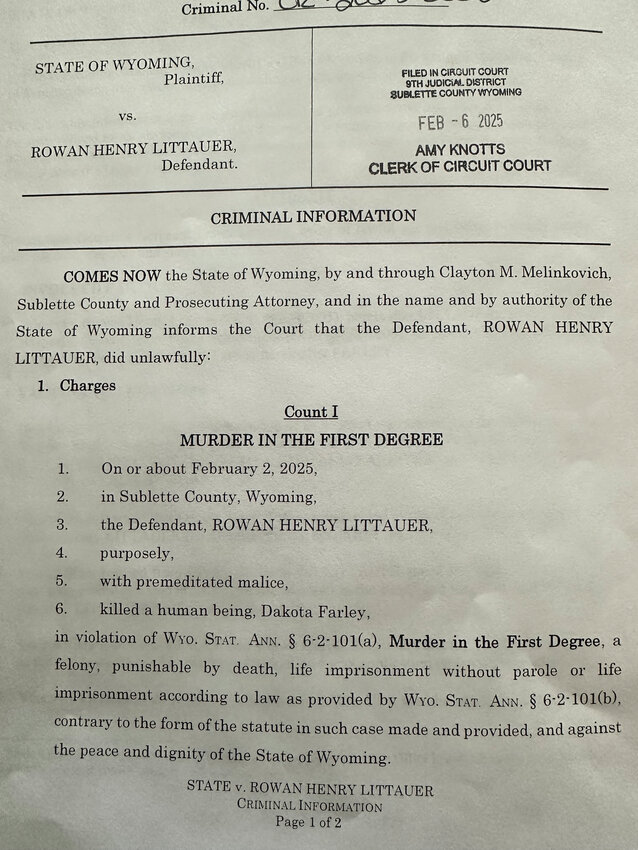 Criminal No.
STATE OF WYOMING,
Plaintiff,
vs.
ROWAN HENRY LITTAUER,
Defendant.
FILED IN CIRCUIT COURT
9TH JUDICIAL DISTRICT
SUBLETTE COUNTY WYOMING
FEB - 6 2025
AMY KNOTTS
CLERK OF CIRCUIT COURT
CRIMINAL INFORMATION
COMES NOW the State of Wyoming, by and through Clayton M. Melinkovich,
Sublette County and Prosecuting Attorney, and in the name and by authority of the
State of Wyoming informs the Court that the Defendant, ROWAN HENRY
LITTAUER, did unlawfully:
1. Charges
Count I
MURDER IN THE FIRST DEGREE
1. On or about February 2, 2025,
2. in Sublette County, Wyoming,
3. the Defendant, ROWAN HENRY LITTAUER,
4. purposely,
5. with premeditated malice,
6. killed a human being, Dakota Farley,
in violation of WYO. STAT. ANN. § 6-2-101(a), Murder in the First Degree, a
felony, punishable by death, life imprisonment without parole or life
imprisonment according to law as provided by WYO. STAT. ANN. § 6-2-101(b),
contrary to the form of the statute in such case made and provided, and against
the peace and dignity of the State of Wyoming.
STATE v. ROWAN HENRY LITTAUER
CRIMINAL INFORMATION
Page 1 of 2